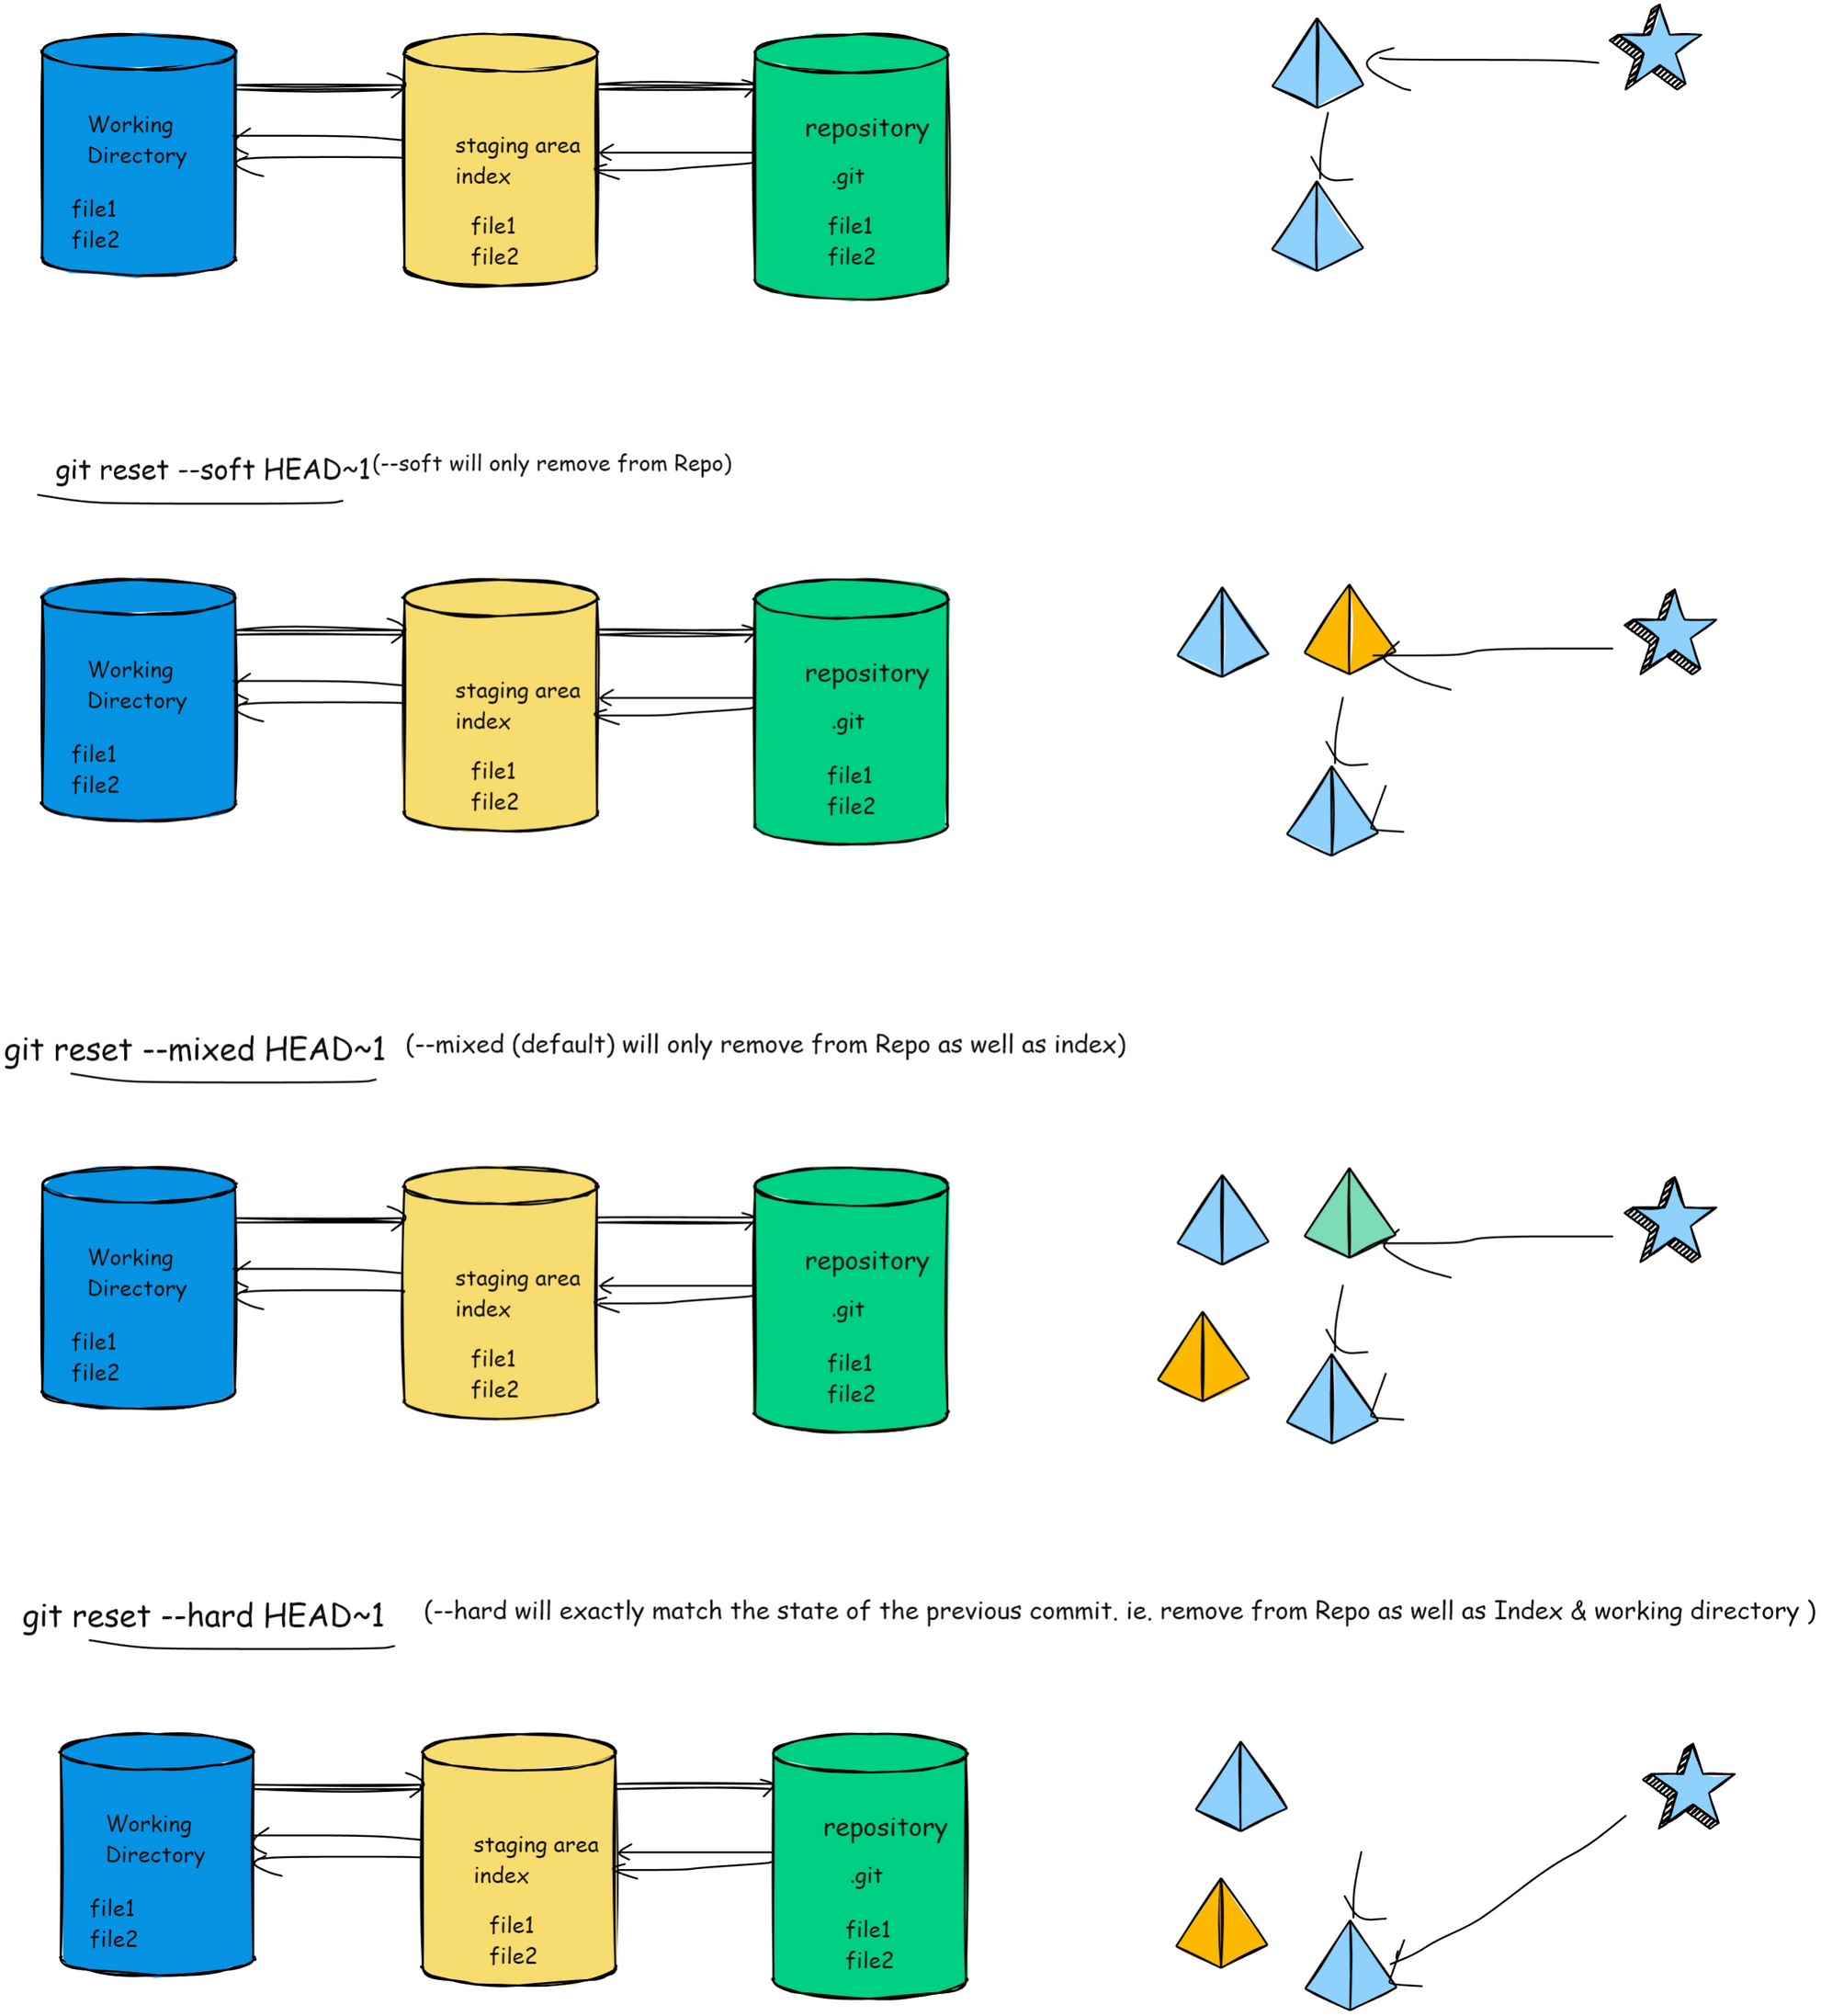 Working
Directory
file1
file2
staging area
index
file1
file2
repository
.git
file1
file2
git reset --soft HEAD~1 (--soft will only remove from Repo)
Working
Directory
file1
file2
staging area
index
file1
file2
repository
.git
file1
file2
git reset --mixed HEAD~1 (--mixed (default) will only remove from Repo as well as index)
Working
Directory
file1
file2
staging area
index
file1
file2
repository
.git
file1
file2
git reset --hard HEAD~1 (--hard will exactly match the state of the previous commit. ie. remove from Repo as well as Index & working directory )
Working
Directory
file1
file2
staging area
index
file1
file2
repository
.git
file1
file2